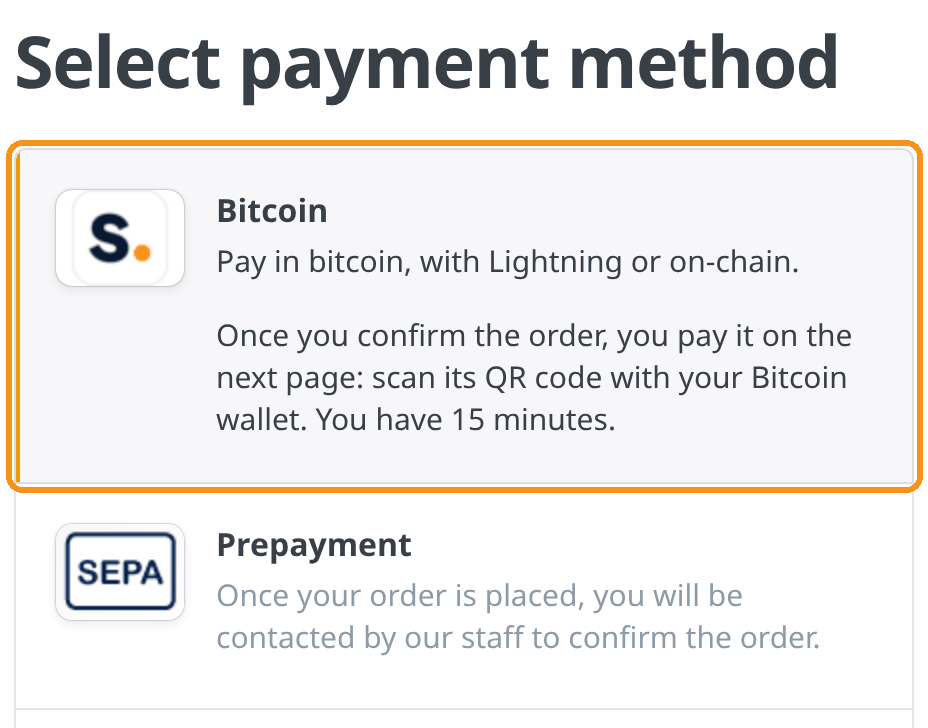 Select payment method
S.
Bitcoin
Pay in bitcoin, with Lightning or on-chain.
Once you confirm the order, you pay it on the
next page: scan its QR code with your Bitcoin
wallet. You have 15 minutes.
SEPA
Prepayment
Once your order is placed, you will be
contacted by our staff to confirm the order.